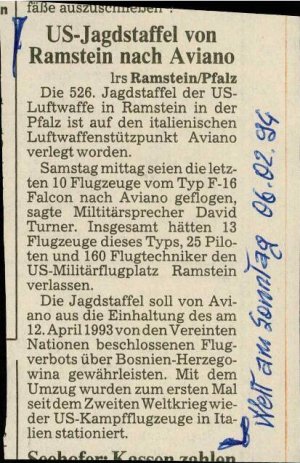 fäße auszuschließen".
US-Jagdstaffel von
Ramstein nach Aviano
lrs Ramstein/Pfalz
Die 526. Jagdstaffel der US-
Luftwaffe in Ramstein in der
Pfalz ist auf den italienischen
Luftwaffenstützpunkt Aviano
verlegt worden.
Samstag mittag seien die letz-
ten 10 Flugzeuge vom Typ F-16
Falcon nach Aviano geflogen,
sagte Miltitärsprecher David
Turner. Insgesamt hätten 13
Flugzeuge dieses Typs, 25 Pilo-
ten und 160 Flugtechniker den
US-Militärflugplatz Ramstein
verlassen.
Die Jagdstaffel soll von Avi-
ano aus die Einhaltung des am
12. April 1993 von den Vereinten
Nationen beschlossenen Flug-
verbots über Bosnien-Herzego-
wina gewährleisten. Mit dem
Umzug wurden zum ersten Mal
seit dem Zweiten Weltkrieg wie-
der US-Kampfflugzeuge in Ita-
lien stationiert.
Seehofer: Kassen zahlen
Welt am Sonntag 06.02.94